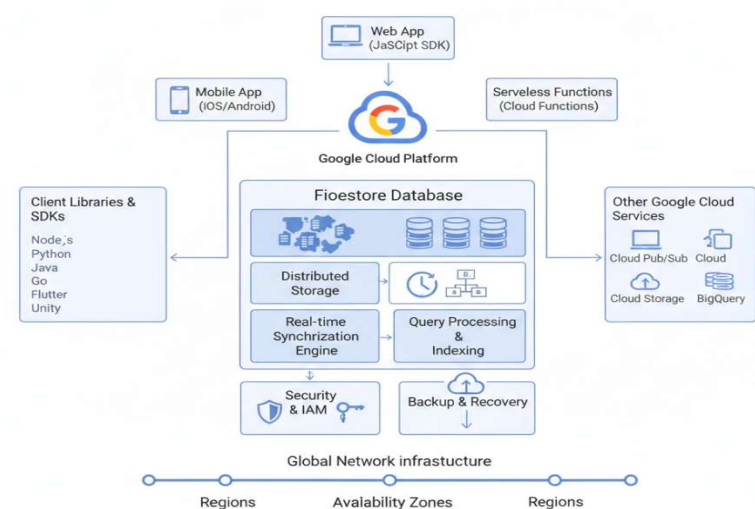 Web App
(JaSCipt SDK)
Mobile App
(IOS/Android)
Serveless Functions
(Cloud Functions)
Google Cloud Platform
Client Libraries &
SDKs
Node,s
Python
Java
Go
Flutter
Unity
Fioestore Database
Distributed
Storage
Real-time
Synchrization
Engine
Query Processing
&
Indexing
Security
& IAM
Backup & Recovery
Other Google Cloud
Services
Cloud Pub/Sub
Cloud
Cloud Storage
BigQuery
Global Network infrastucture
Regions
Avalability Zones
Regions